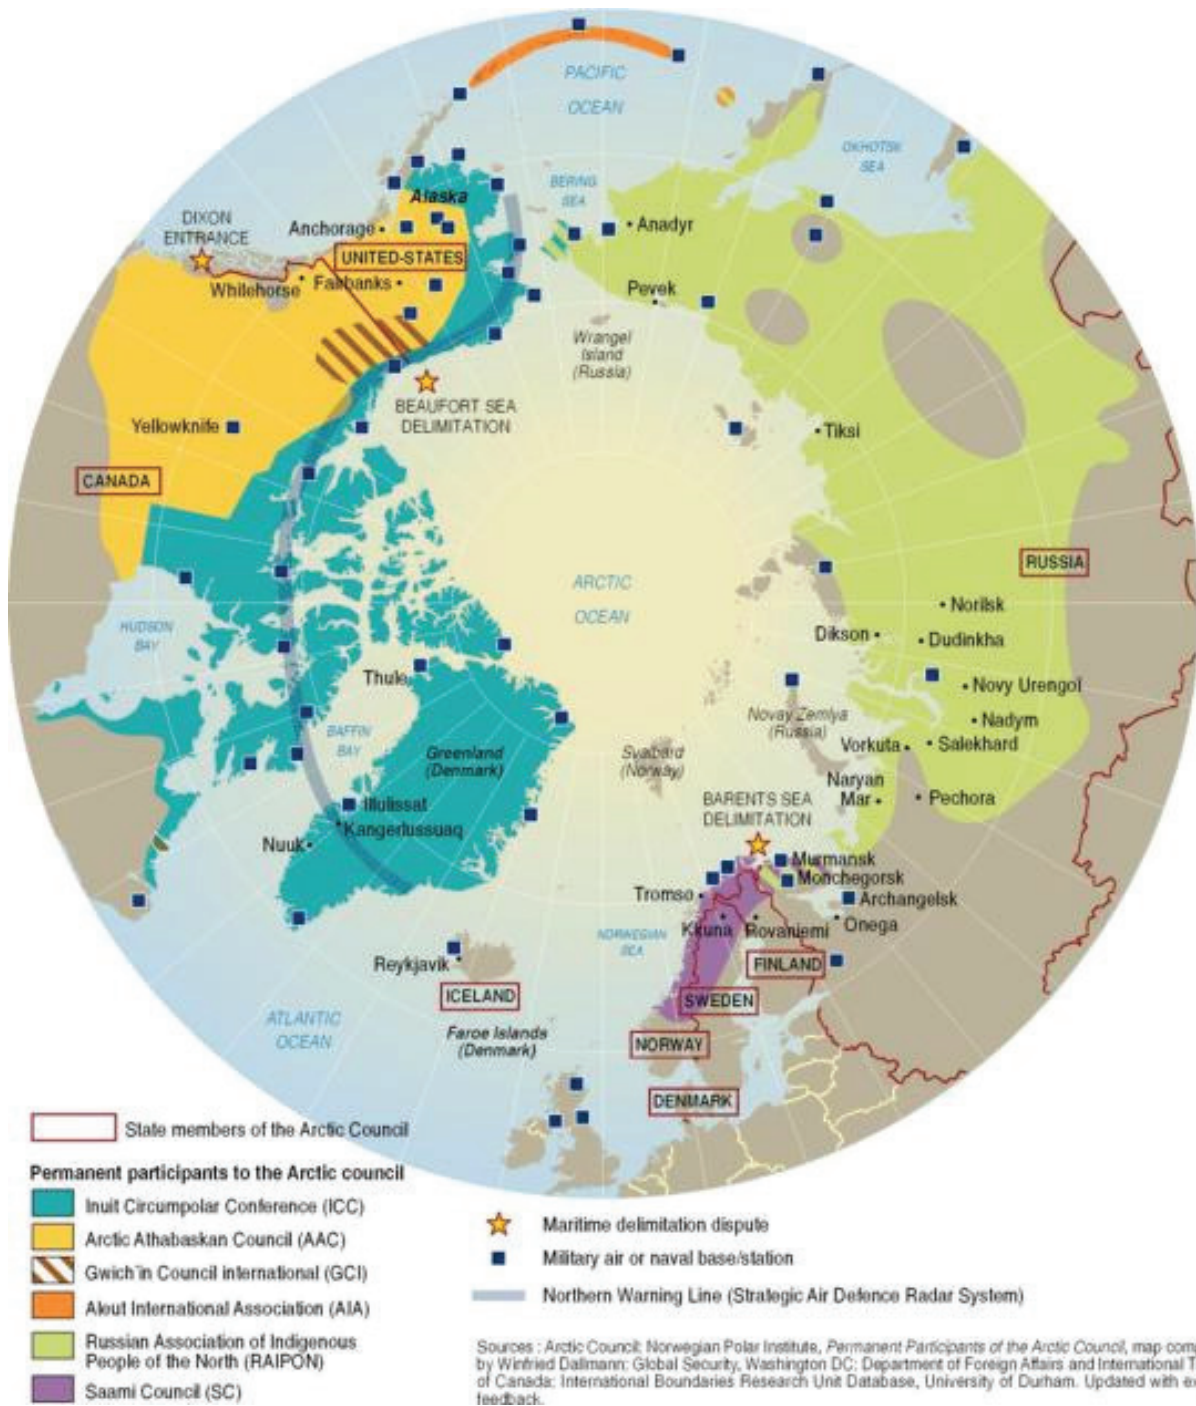 PACIFIC
OCEAN
OKHOTSK
SEA
BERING
SEA
Alaska
DIXON
ENTRANCE
Anchorage
Anadyr
UNITED-STATES
Whitehorse
Fairbanks
Pevek
Wrangel
Island
(Russia)
BEAUFORT SEA
DELIMITATION
Yellowknife
Tiksi
CANADA
RUSSIA
ARCTIC
OCEAN
Norilsk
HUDSON
BAY
Dikson
Dudinkha
Thule
Novy Urengoi
Novay Zemlya
(Russia)
Nadym
BAFFIN
BAY
Greenland
(Denmark)
Svalbard
(Norway)
Vorkuta
Salekhard
Naryan
Mar
Pechora
BARENTS SEA
DELIMITATION
Illulissat
Kangerlussuaq
Nuuk
Murmansk
Monchegorsk
Tromso
Archangelsk
Kiruna
Rovaniemi
Onega
NORWEGIAN
SEA
Reykjavik
FINLAND
ICELAND
SWEDEN
ATLANTIC
OCEAN
Faroe Islands
(Denmark)
NORWAY
DENMARK
State members of the Arctic Council
Permanent participants to the Arctic council
Inuit Circumpolar Conference (ICC)
Arctic Athabaskan Council (AAC)
Gwich'in Council international (GCI)
Aleut International Association (AIA)
Russian Association of Indigenous
People of the North (RAIPON)
Saami Council (SC)
Maritime delimitation dispute
Military air or naval base/station
Northern Warning Line (Strategic Air Defence Radar System)
Sources : Arctic Council: Norwegian Polar Institute, Permanent Participants of the Arctic Council, map
by Winfried Dallmann: Global Security, Washington DC: Department of Foreign Affairs and International
of Canada: International Boundaries Research Unit Database, University of Durham. Updated with
feedback.